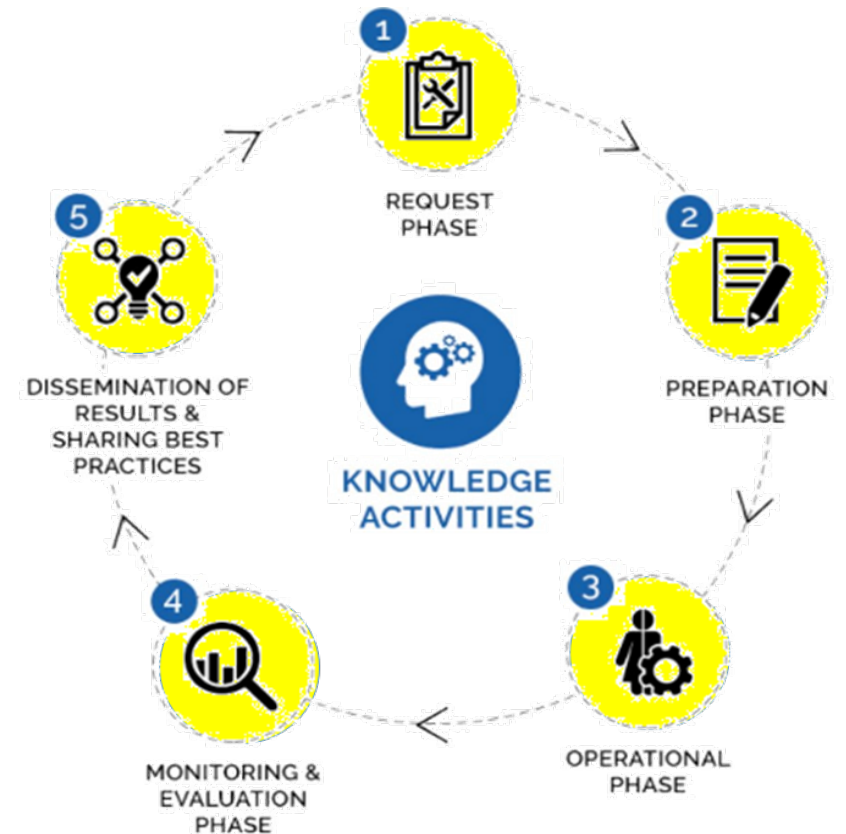 1
REQUEST
PHASE
2
PREPARATION
PHASE
3
OPERATIONAL
PHASE
4
MONITORING &
EVALUATION
PHASE
5
DISSEMINATION OF
RESULTS &
SHARING BEST
PRACTICES
KNOWLEDGE
ACTIVITIES